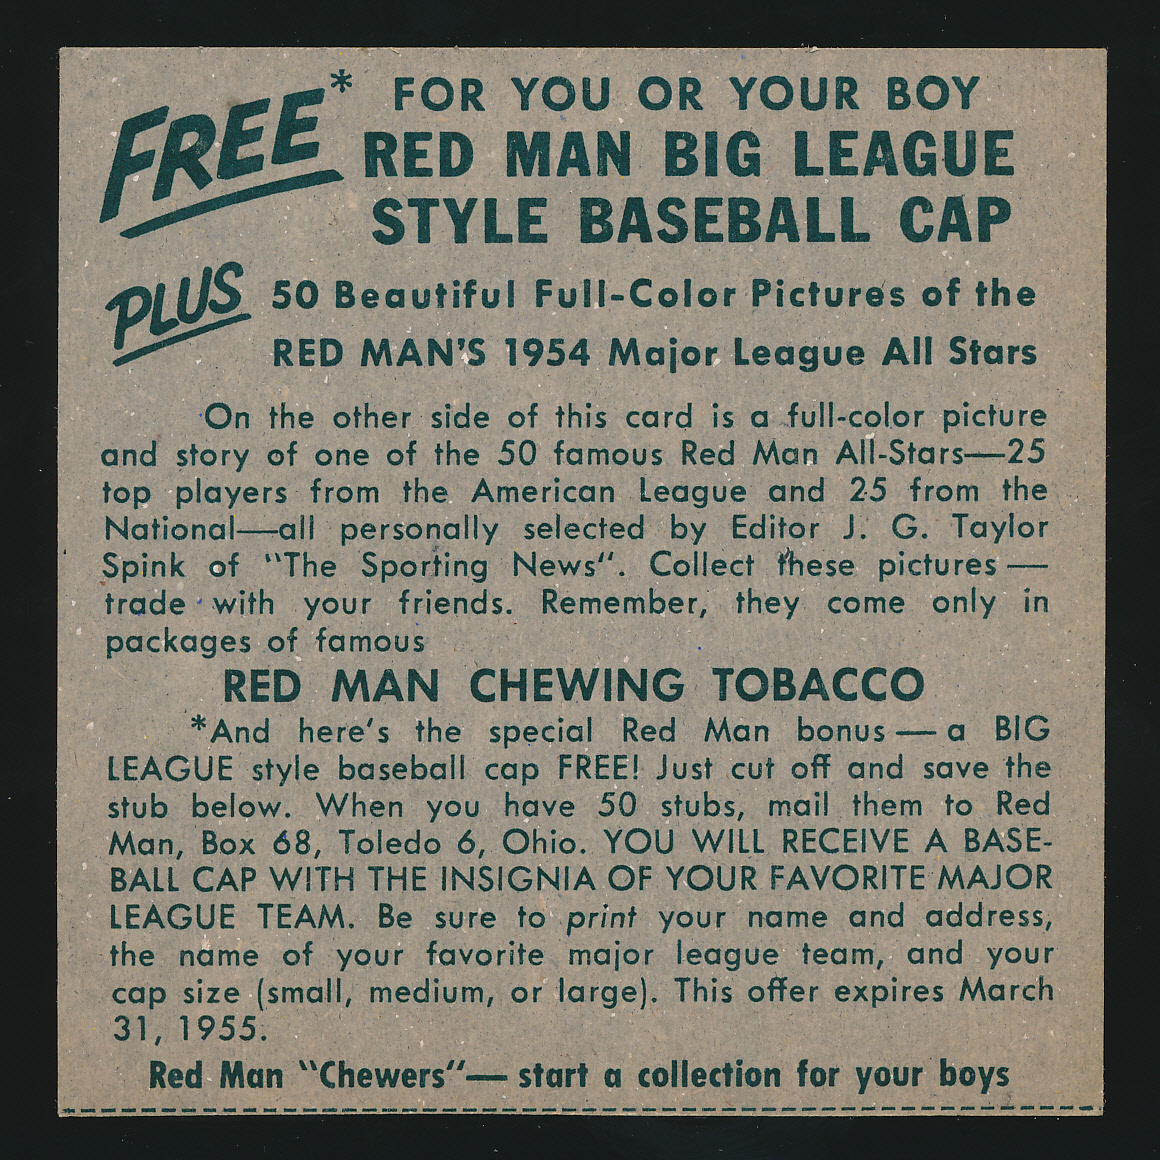 FREE* FOR YOU OR YOUR BOY
RED MAN BIG LEAGUE
STYLE BASEBALL CAP
PLUS 50 Beautiful Full-Color Pictures of the
RED MAN'S 1954 Major League All Stars
On the other side of this card is a full-color picture
and story of one of the 50 famous Red Man All-Stars—25
top players from the American League and 25 from the
National—all personally selected by Editor J. G. Taylor
Spink of "The Sporting News". Collect these pictures—
trade with your friends. Remember, they come only in
packages of famous
RED MAN CHEWING TOBACCO
*And here's the special Red Man bonus—a BIG
LEAGUE style baseball cap FREE! Just cut off and save the
stub below. When you have 50 stubs, mail them to Red
Man, Box 68, Toledo 6, Ohio. YOU WILL RECEIVE A BASE-
BALL CAP WITH THE INSIGNIA OF YOUR FAVORITE MAJOR
LEAGUE TEAM. Be sure to print your name and address,
the name of your favorite major league team, and your
cap size (small, medium, or large). This offer expires March
31, 1955.
Red Man "Chewers"—start a collection for your boys